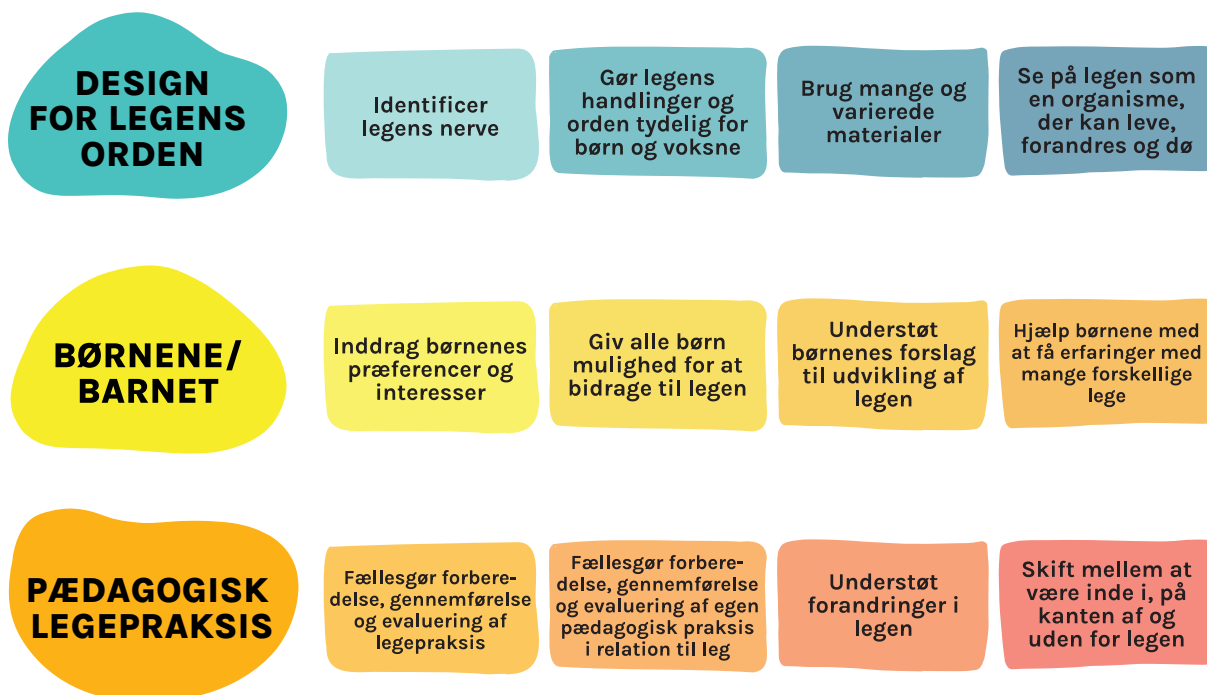 DESIGN
FOR LEGENS
ORDEN
Identificer
legens nerve
Gør legens
handlinger og
orden tydelig for
børn og voksne
Brug mange og
varierede
materialer
Se på legen som
en organisme,
der kan leve,
forandres og dø
BØRNENE/
BARNET
Inddrag børnenes
præferencer og
interesser
Giv alle børn
mulighed for at
bidrage til legen
Understøt
børnenes forslag
til udvikling af
legen
Hjælp børnene med
at få erfaringer med
mange forskellige
lege
PÆDAGOGISK
LEGEPRAKSIS
Fællesgør forbere-
delse, gennemførelse
og evaluering af
legepraksis
Fællesgør forbere-
delse, gennemførelse
og evaluering af egen
pædagogisk praksis
i relation til leg
Understøt
forandringer i
legen
Skift mellem at
være inde i, på
kanten af og
uden for legen